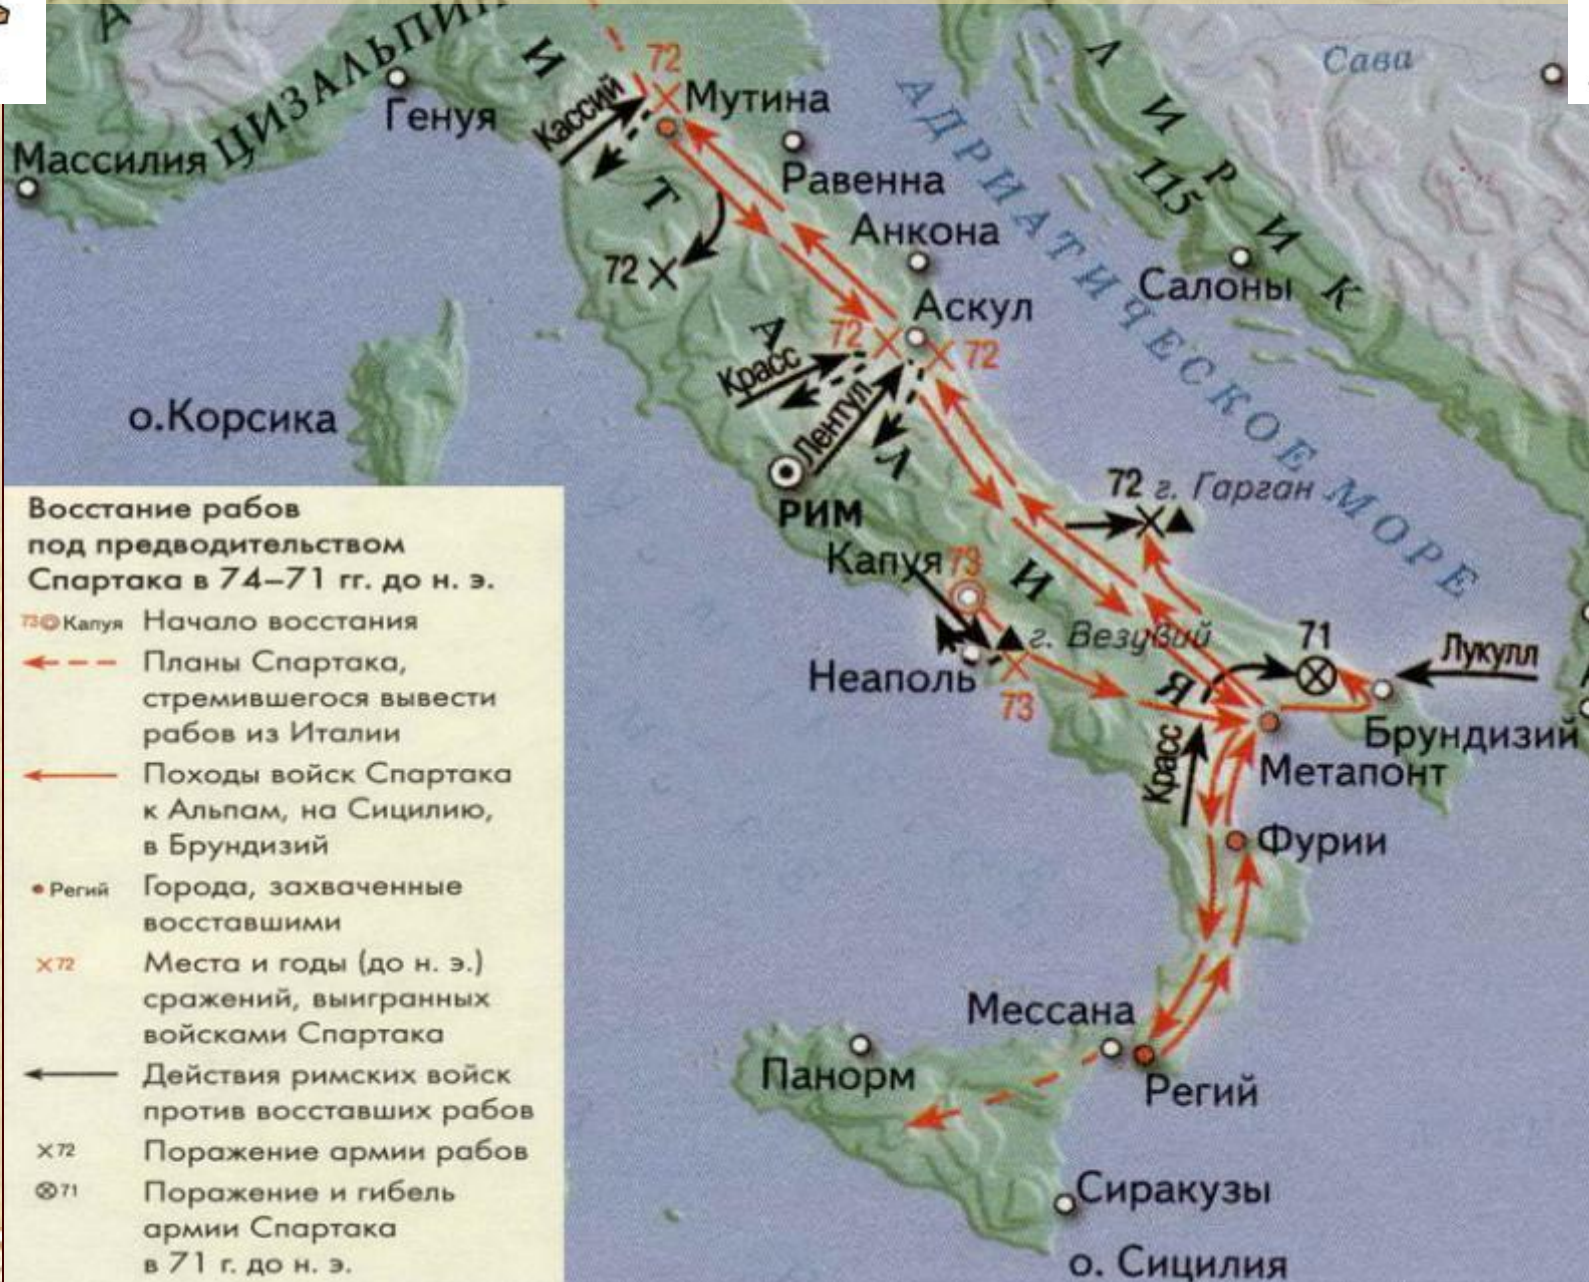 А
ЦИЗАЛЬПИН
И
Т
А
Л
И
Я
72
Мутина
Генуя
Кассий
Массилия
Равенна
Анкона
72
Аскул
72
72
Красс
Лентул
АДРИАТИЧЕСКОЕ МОРЕ
ИЛИРИК
115
Сава
Салоны
о.Корсика
РИМ
72 г. Гарган
Капуя 73
г. Везувий
Неаполь
73
71
Лукулл
Брундизий
Метапонт
Красс
Фурии
Мессана
Панорм
Регий
Сиракузы
о. Сицилия
Восстание рабов
под предводительством
Спартака в 74–71 гг. до н. э.
73 Капуя Начало восстания
Планы Спартака,
стремившегося вывести
рабов из Италии
Походы войск Спартака
к Альпам, на Сицилию,
в Брундизий
Регий Города, захваченные
восставшими
72 Места и годы (до н. э.)
сражений, выигранных
войсками Спартака
Действия римских войск
против восставших рабов
72 Поражение армии рабов
71 Поражение и гибель
армии Спартака
в 71 г. до н. э.